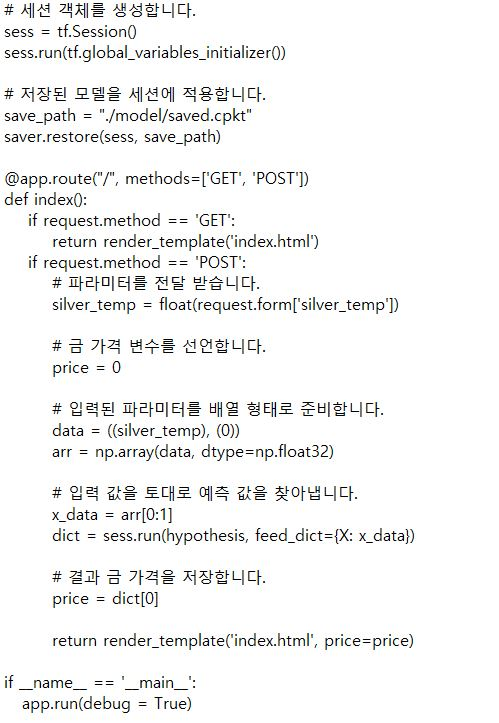 # 세션 객체를 생성합니다.
sess = tf.Session()
sess.run(tf.global_variables_initializer())

# 저장된 모델을 세션에 적용합니다.
save_path = "./model/saved.cpkt"
saver.restore(sess, save_path)

@app.route("/", methods=['GET', 'POST'])
def index():
    if request.method == 'GET':
        return render_template('index.html')
    if request.method == 'POST':
        # 파라미터를 전달 받습니다.
        silver_temp = float(request.form['silver_temp'])

        # 금 가격 변수를 선언합니다.
        price = 0

        # 입력된 파라미터를 배열 형태로 준비합니다.
        data = ((silver_temp), (0))
        arr = np.array(data, dtype=np.float32)

        # 입력 값을 토대로 예측 값을 찾아냅니다.
        x_data = arr[0:1]
        dict = sess.run(hypothesis, feed_dict={X: x_data})

        # 결과 금 가격을 저장합니다.
        price = dict[0]

        return render_template('index.html', price=price)

if __name__ == '__main__':
   app.run(debug = True)